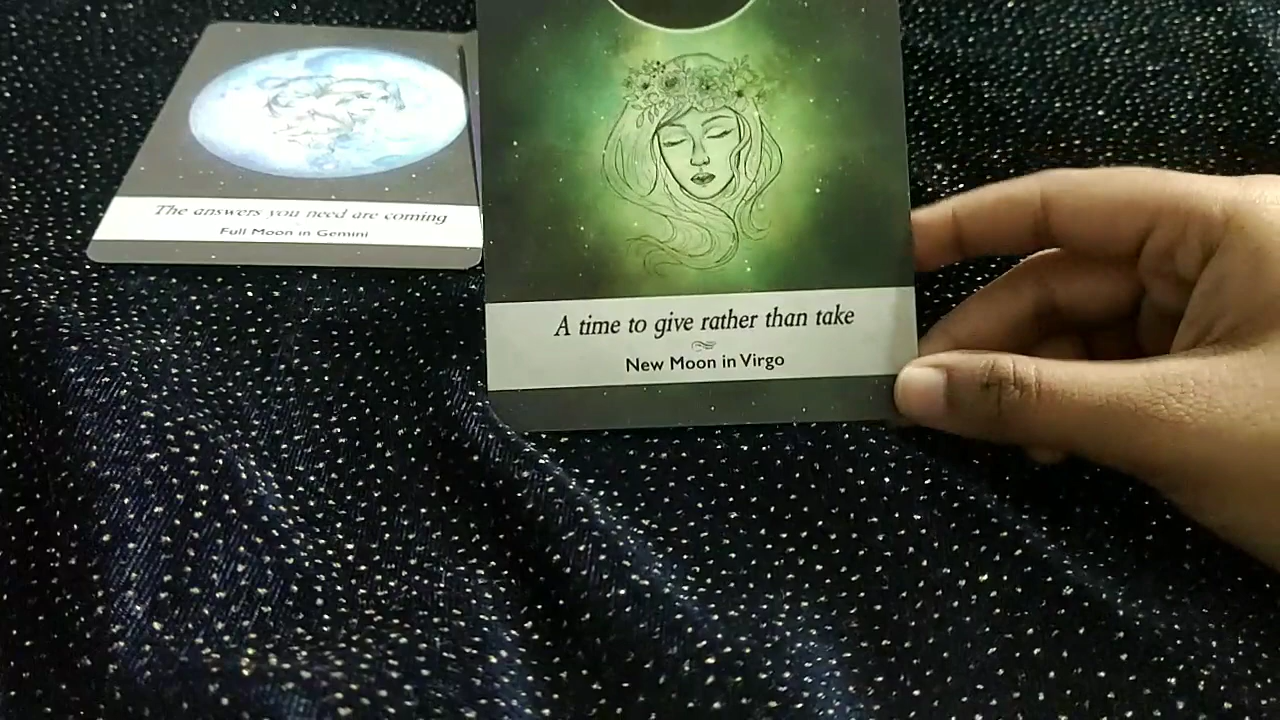 The answers you need are coming
Full Moon in Gemini
A time to give rather than take
New Moon in Virgo